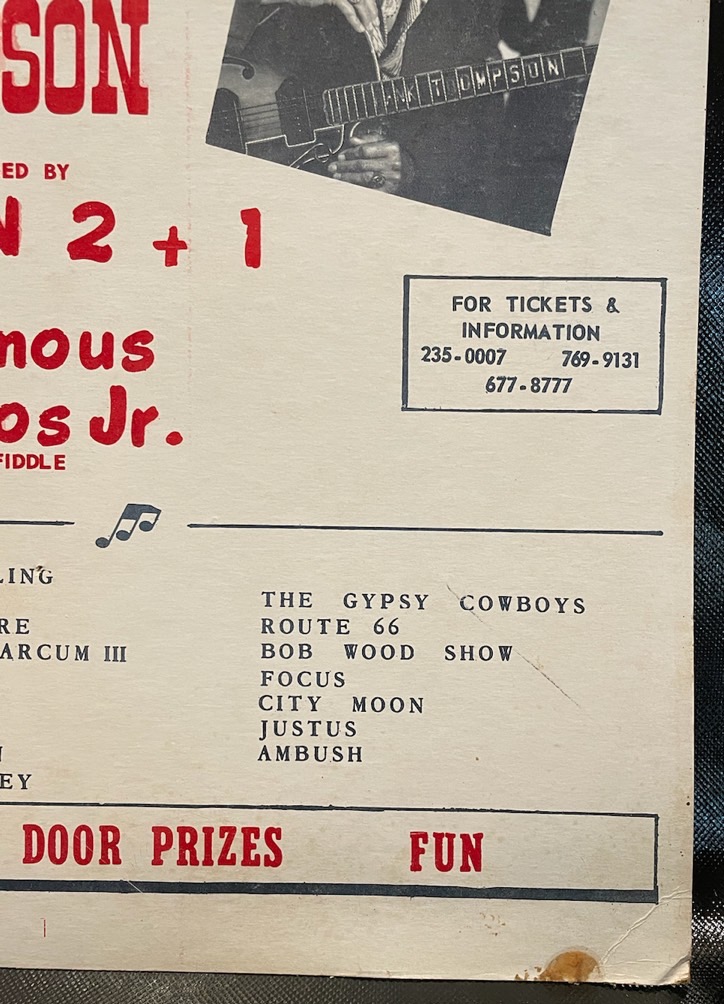 SON
NK THOMPSON
ED BY
N 2 + 1
mous
os Jr.
FIDDLE
FOR TICKETS &
INFORMATION
235-0007 769-9131
677-8777
LING
RE
ARCUM III
EY
THE GYPSY COWBOYS
ROUTE 66
BOB WOOD SHOW
FOCUS
CITY MOON
JUSTUS
AMBUSH
DOOR PRIZES FUN